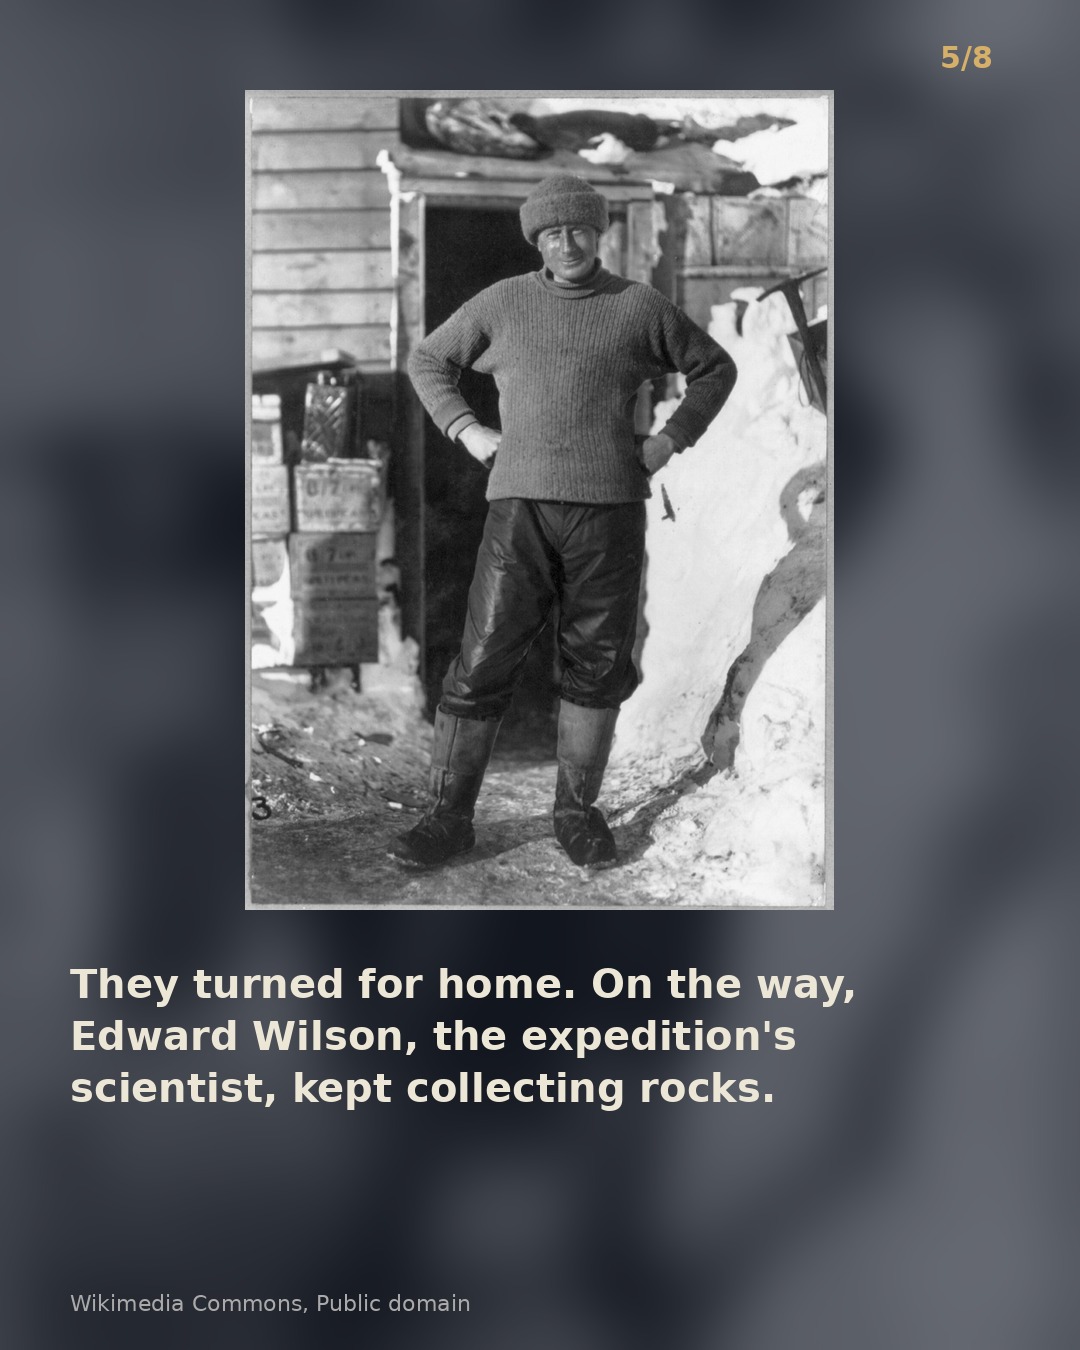 5/8
3
They turned for home. On the way,
Edward Wilson, the expedition's
scientist, kept collecting rocks.
Wikimedia Commons, Public domain